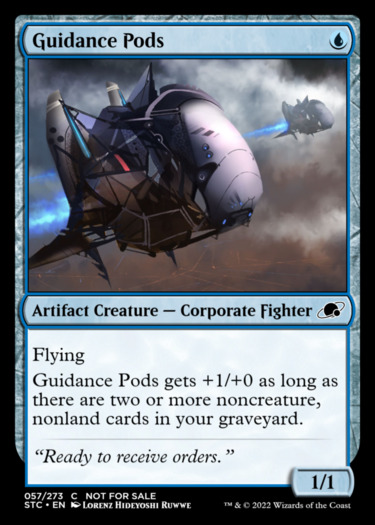 Guidance Pods
Artifact Creature — Corporate Fighter
Flying
Guidance Pods gets +1/+0 as long as
there are two or more noncreature,
nonland cards in your graveyard.
“Ready to receive orders.”
1/1
057/273 C NOT FOR SALE
STC • EN Lorenz Hideyoshi Ruwwe
™ & © 2022 Wizards of the Coast